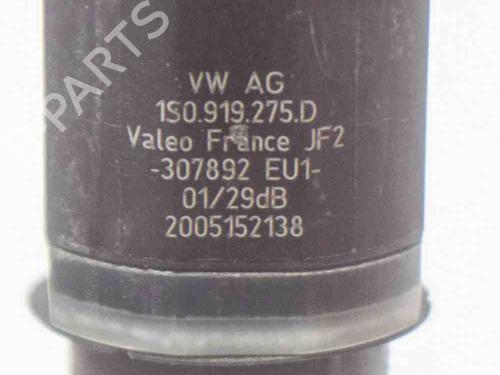 PARTS
VW AG
1S0.919.275.D
Valeo France JF2
-307892 EU1-
01/29dB
2005152138